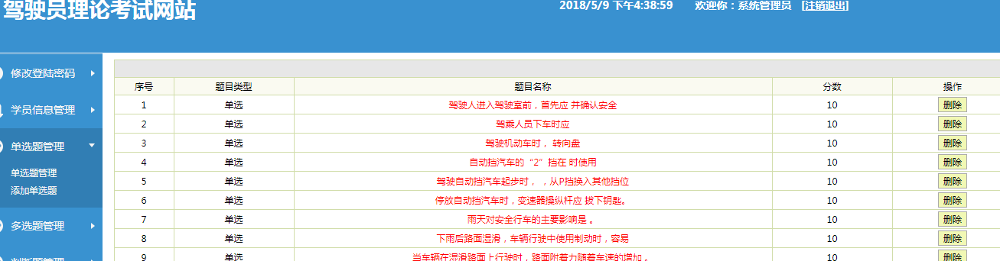 驾驶员理论考试网站
2018/5/9 下午4:38:59 欢迎你：系统管理员 [注销退出]
修改登陆密码
学员信息管理
单选题管理
单选题管理
添加单选题
多选题管理
判断题管理
序号 题目类型 题目名称 分数 操作
1 单选 驾驶人进入驾驶室前，首先应 并确认安全 10 删除
2 单选 驾乘人员下车时应 10 删除
3 单选 驾驶机动车时， 转向盘 10 删除
4 单选 自动挡汽车的“2”挡在 时使用 10 删除
5 单选 驾驶自动挡汽车起步时， ，从P挡换入其他挡位 10 删除
6 单选 停放自动挡汽车时，变速器操纵杆应 拔下钥匙。 10 删除
7 单选 雨天对安全行车的主要影响是 。 10 删除
8 单选 下雨后路面湿滑，车辆行驶中使用制动时，容易 10 删除
9 单选 当车辆在湿滑路面上行驶时，路面附着力随着车速的增加 。 10 删除